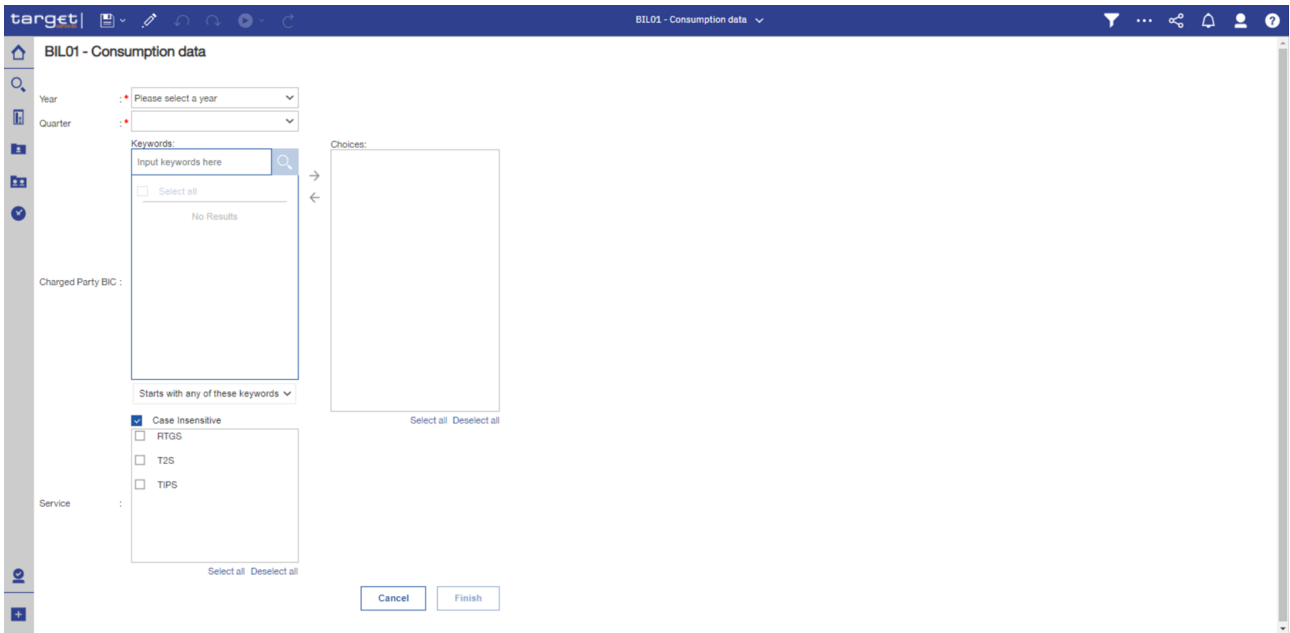 target|
BIL01 - Consumption data
BIL01 - Consumption data
Year :* Please select a year
Quarter :*
Keywords:
Choices:
Input keywords here
Select all
No Results
Charged Party BIC :
Starts with any of these keywords
Case Insensitive
Select all Deselect all
RTGS
T2S
TIPS
Service :
Select all Deselect all
Cancel
Finish